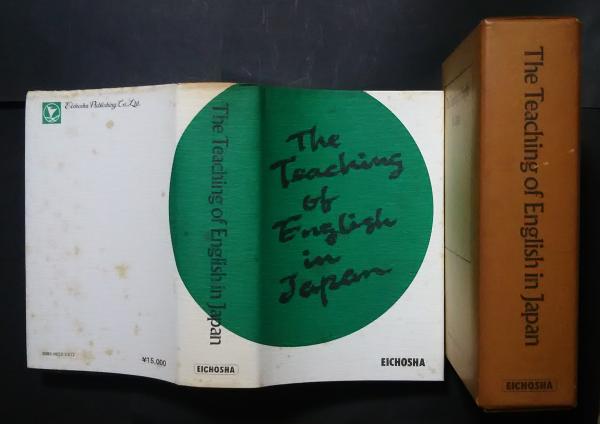 Eichosha Publishing Co., Ltd.
¥15,000
The Teaching of English in Japan
EICHOSHA
The
Teaching
of
English
in
Japan
EICHOSHA
The Teaching of English in Japan
EICHOSHA